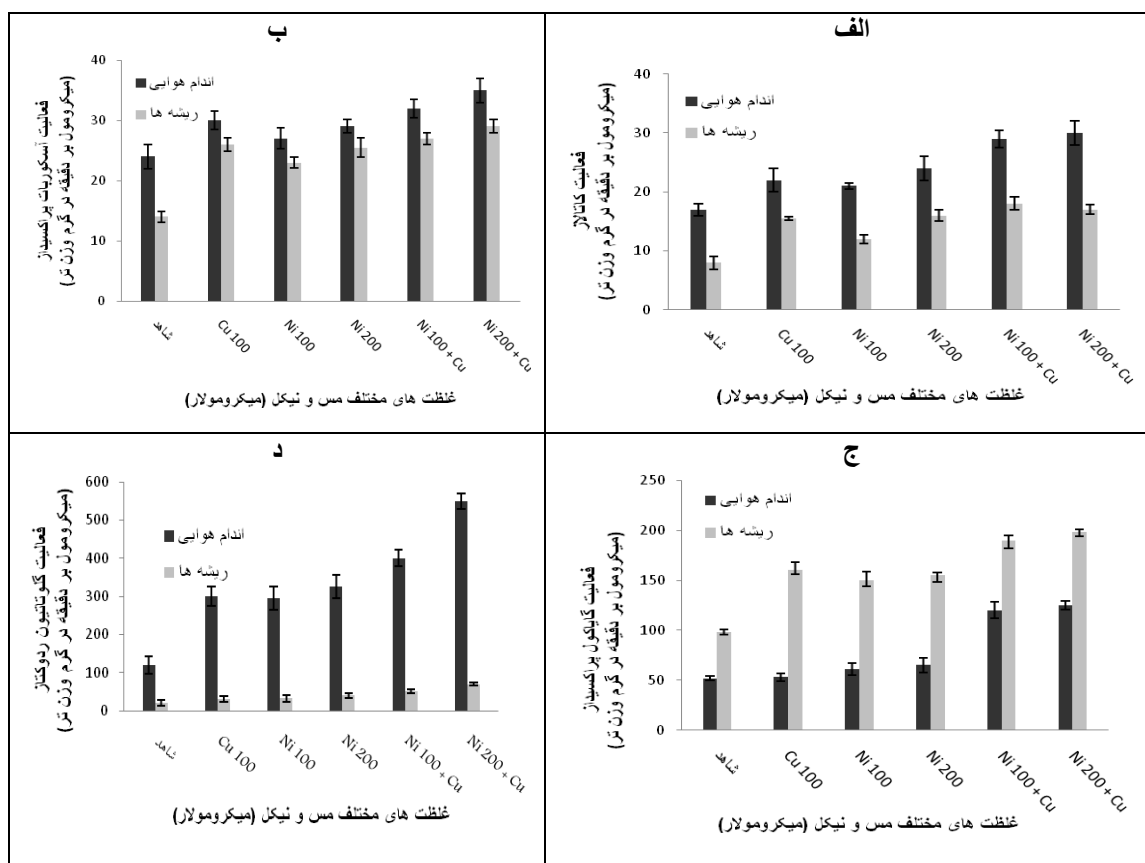 الف
فعالیت کاتالاز
(میکرومول بر دقیقه در گرم وزن تر)
40
30
20
10
0
اندام هوایی
ریشه ها
شاهد
Cu 100
Ni 100
Ni 200
Ni 100 + Cu
Ni 200 + Cu
غلظت های مختلف مس و نیکل (میکرومولار)
ب
فعالیت آسکوربات پراکسیداز
(میکرومول بر دقیقه در گرم وزن تر)
40
30
20
10
0
اندام هوایی
ریشه ها
شاهد
Cu 100
Ni 100
Ni 200
Ni 100 + Cu
Ni 200 + Cu
غلظت های مختلف مس و نیکل (میکرومولار)
ج
فعالیت گایاکول پراکسیداز
(میکرومول بر دقیقه در گرم وزن تر)
250
200
150
100
50
0
اندام هوایی
ریشه ها
شاهد
Cu 100
Ni 100
Ni 200
Ni 100 + Cu
Ni 200 + Cu
غلظت های مختلف مس و نیکل (میکرومولار)
د
فعالیت گلوتاتیون ردوکتاز
(میکرومول بر دقیقه در گرم وزن تر)
600
500
400
300
200
100
0
اندام هوایی
ریشه ها
شاهد
Cu 100
Ni 100
Ni 200
Ni 100 + Cu
Ni 200 + Cu
غلظت های مختلف مس و نیکل (میکرومولار)